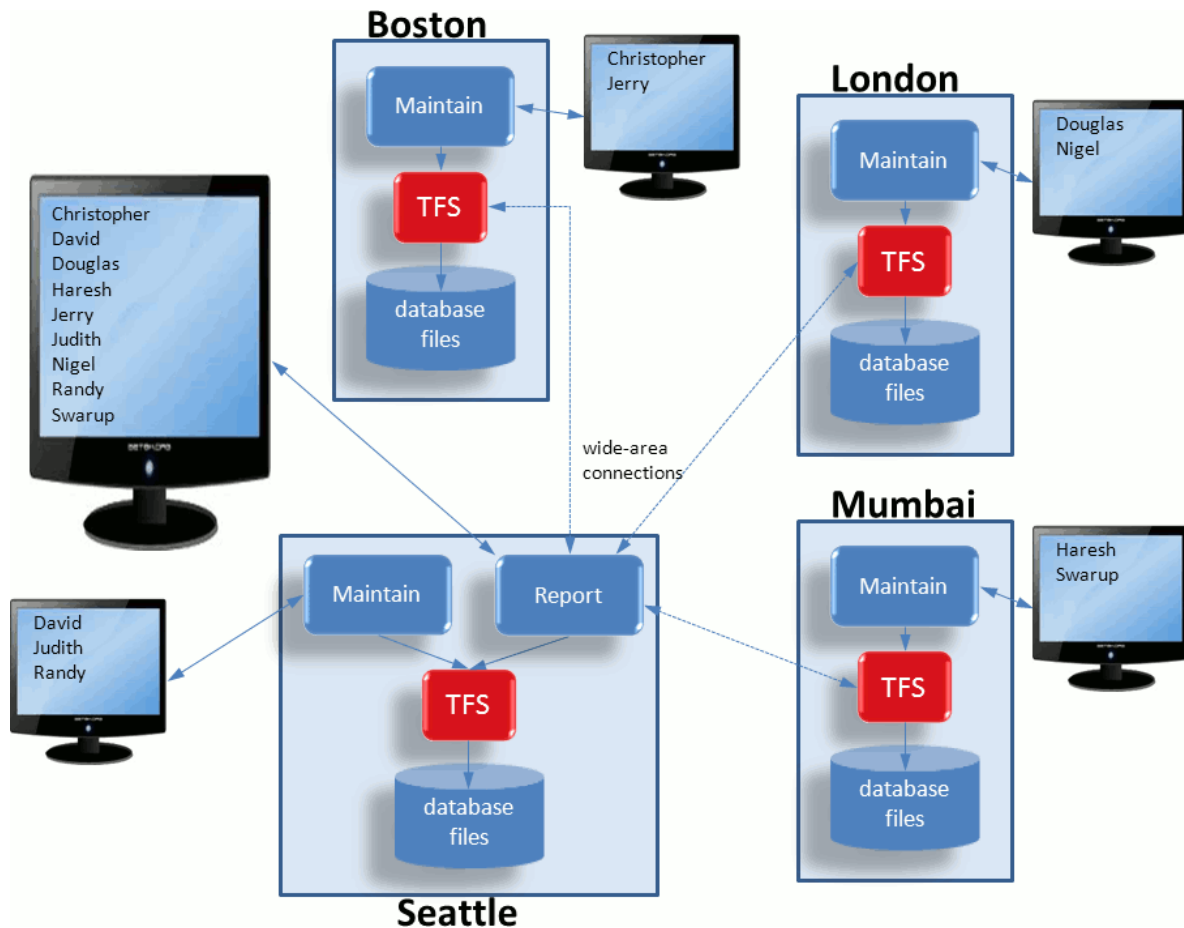 Boston
Maintain
TFS
database
files
Christopher
Jerry
London
Maintain
TFS
database
files
Douglas
Nigel
Christopher
David
Douglas
Haresh
Jerry
Judith
Nigel
Randy
Swarup
wide-area
connections
Mumbai
Maintain
TFS
database
files
Haresh
Swarup
David
Judith
Randy
Maintain
Report
TFS
database
files
Seattle